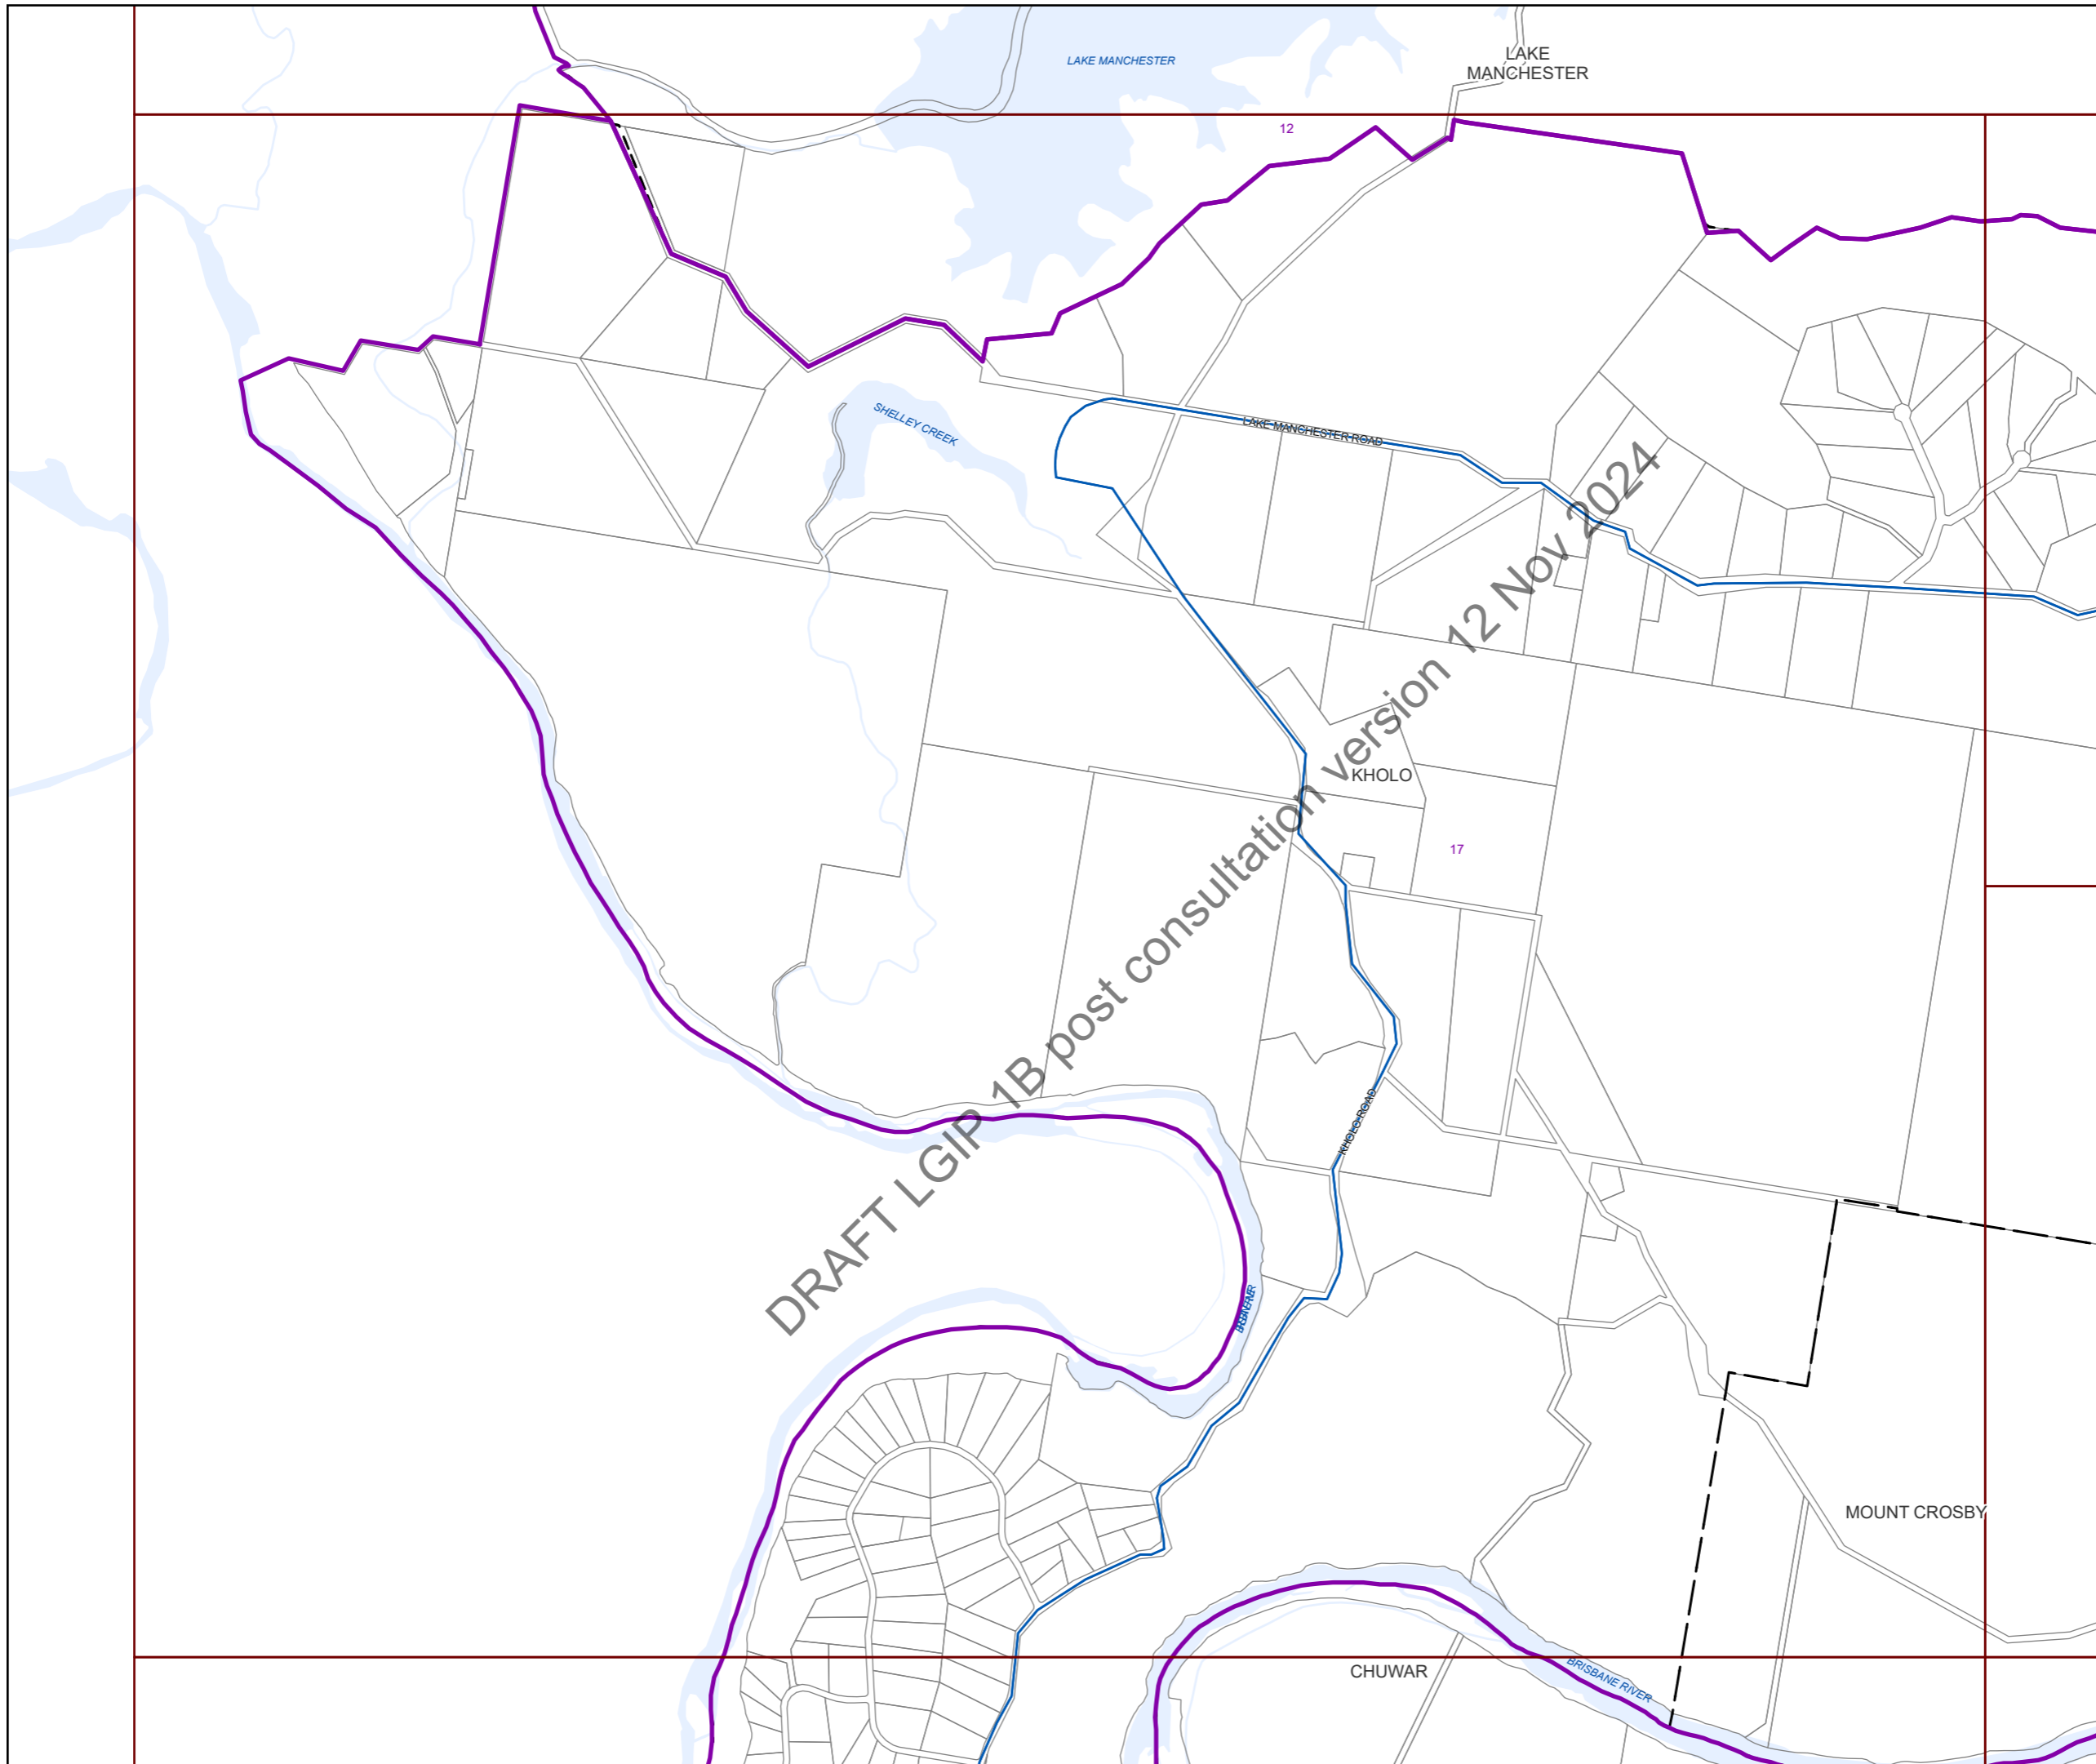 LAKE MANCHESTER
LAKE
MANCHESTER
12
SHELLEY CREEK
LAKE MANCHESTER ROAD
DRAFT LGIP 1B post consultation version 12 Nov 2024
KHOLO
17
KHOLO ROAD
MOUNT CROSBY
CHUWAR
BRISBANE RIVER